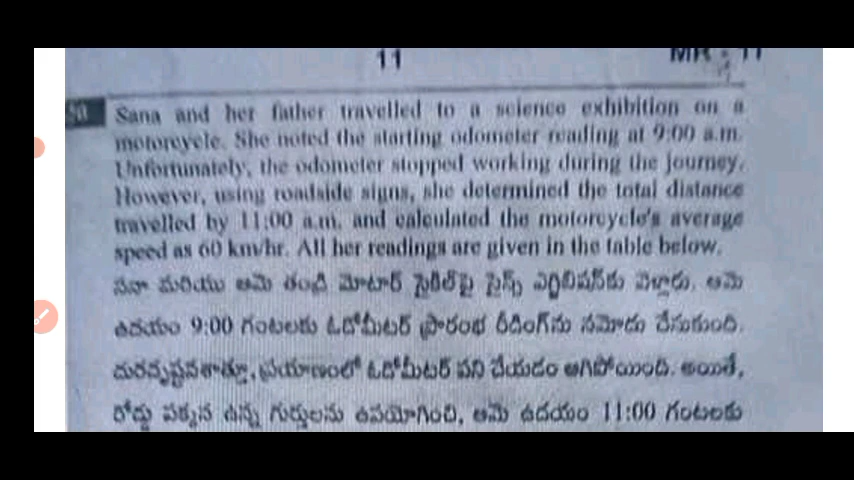 11 MR - 11
50 Sana and her father travelled to a science exhibition on a
motorcycle. She noted the starting odometer reading at 9:00 a.m.
Unfortunately, the odometer stopped working during the journey.
However, using roadside signs, she determined the total distance
travelled by 11:00 a.m. and calculated the motorcycle's average
speed as 60 km/hr. All her readings are given in the table below.
సనా మరియు ఆమె తండ్రి మోటార్ సైకిల్‌పై సైన్స్ ఎగ్జిబిషన్‌కు వెళ్లారు. ఆమె
ఉదయం 9:00 గంటలకు ఓడోమీటర్ ప్రారంభ రీడింగ్‌ను నమోదు చేసుకుంది.
దురదృష్టవశాత్తూ, ప్రయాణంలో ఓడోమీటర్ పని చేయడం ఆగిపోయింది. అయితే,
రోడ్డు పక్కన ఉన్న గుర్తులను ఉపయోగించి, ఆమె ఉదయం 11:00 గంటలకు